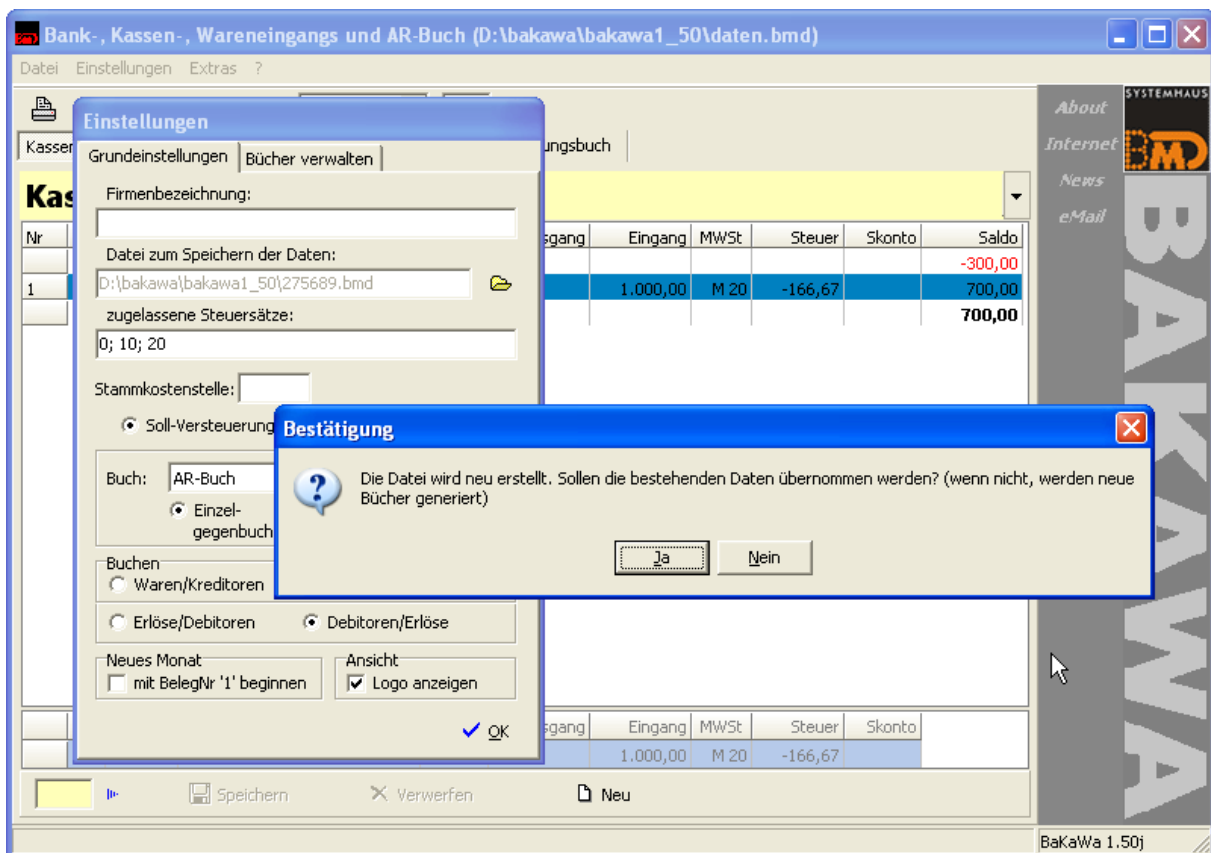 Bank-, Kassen-, Wareneingangs und AR-Buch (D:\bakawa\bakawa1_50\daten.bmd)
Datei Einstellungen Extras ?
Einstellungen
Grundeinstellungen Bücher verwalten
Firmenbezeichnung:
Datei zum Speichern der Daten:
D:\bakawa\bakawa1_50\275689.bmd
zugelassene Steuersätze:
0; 10; 20
Stammkostenstelle:
Soll-Versteuerung
Buch: AR-Buch
Einzel-
gegenbuch
Buchen
Waren/Kreditoren
Erlöse/Debitoren Debitoren/Erlöse
Neues Monat Ansicht
mit BelegNr '1' beginnen Logo anzeigen
OK
Kasse
ungsbuch
Kas
Nr sgang Eingang MWSt Steuer Skonto Saldo
-300,00
1 1.000,00 M 20 -166,67 700,00
700,00
Bestätigung
Die Datei wird neu erstellt. Sollen die bestehenden Daten übernommen werden? (wenn nicht, werden neue
Bücher generiert)
Ja Nein
sgang Eingang MWSt Steuer Skonto
1.000,00 M 20 -166,67
Speichern Verwerfen Neu
About
Internet
News
eMail
SYSTEMHAUS
BMD
BAKAWA
BaKaWa 1.50j